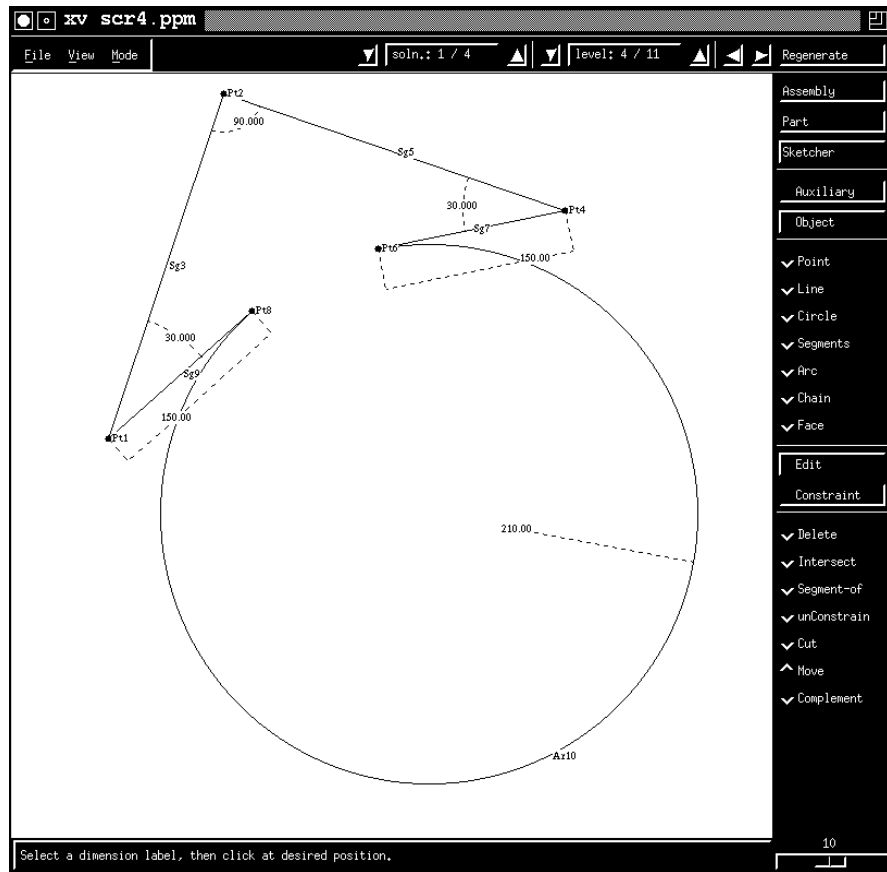 xv scr4.ppm
File View Mode soln.: 1 / 4 level: 4 / 11 Regenerate
Assembly
Part
Sketcher
Auxiliary
Object
Point
Line
Circle
Segments
Arc
Chain
Face
Edit
Constraint
Delete
Intersect
Segment-of
unConstrain
Cut
Move
Complement
10
Pt2
90.000
Sg5
30.000
Pt4
Sg7
Pt6
150.00
Sg3
Pt8
30.000
Sg9
150.00
Pt1
210.00
Ar10
Select a dimension label, then click at desired position.